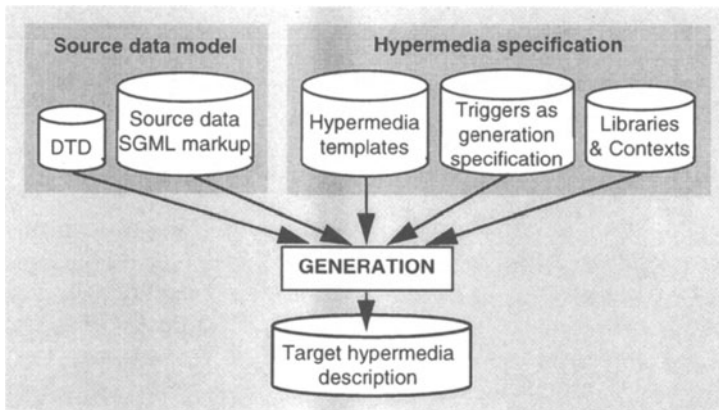 Source data model
Hypermedia specification
DTD
Source data
SGML markup
Hypermedia
templates
Triggers as
generation
specification
Libraries
& Contexts
GENERATION
Target hypermedia
description